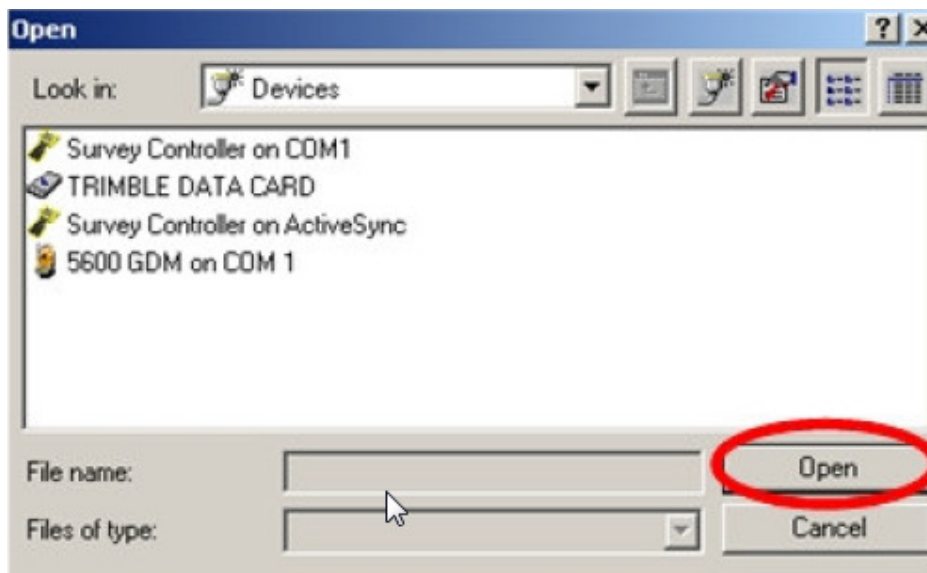 Open
Look in: Devices
Survey Controller on COM1
TRIMBLE DATA CARD
Survey Controller on ActiveSync
5600 GDM on COM 1
File name: Open
Files of type: Cancel